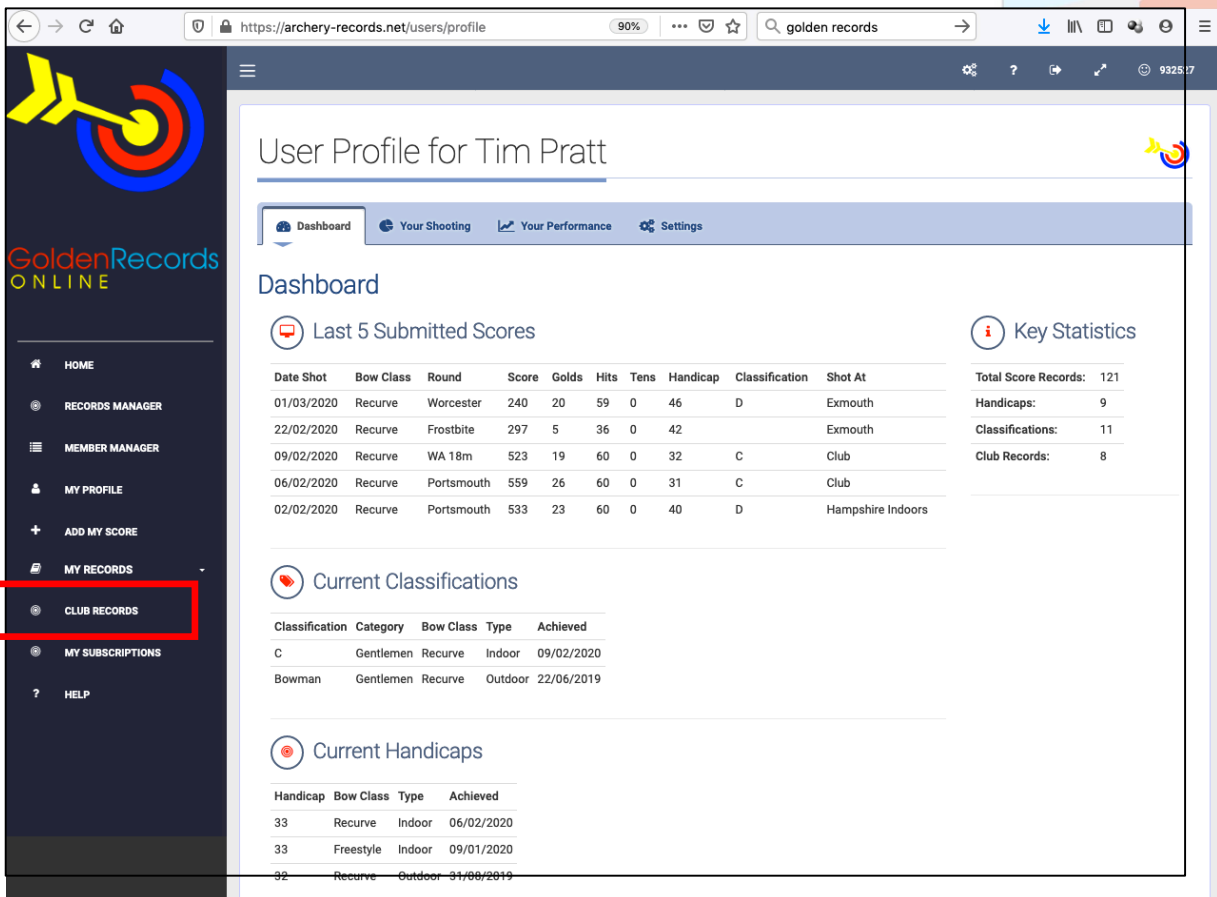 https://archery-records.net/users/profile 90% golden records
? 932527
GoldenRecords
ONLINE
HOME
RECORDS MANAGER
MEMBER MANAGER
MY PROFILE
ADD MY SCORE
MY RECORDS
CLUB RECORDS
MY SUBSCRIPTIONS
? HELP
User Profile for Tim Pratt
Dashboard Your Shooting Your Performance Settings
Dashboard
Last 5 Submitted Scores
Date Shot Bow Class Round Score Golds Hits Tens Handicap Classification Shot At
01/03/2020 Recurve Worcester 240 20 59 0 46 D Exmouth
22/02/2020 Recurve Frostbite 297 5 36 0 42 Exmouth
09/02/2020 Recurve WA 18m 523 19 60 0 32 C Club
06/02/2020 Recurve Portsmouth 559 26 60 0 31 C Club
02/02/2020 Recurve Portsmouth 533 23 60 0 40 D Hampshire Indoors
Key Statistics
Total Score Records: 121
Handicaps: 9
Classifications: 11
Club Records: 8
Current Classifications
Classification Category Bow Class Type Achieved
C Gentlemen Recurve Indoor 09/02/2020
Bowman Gentlemen Recurve Outdoor 22/06/2019
Current Handicaps
Handicap Bow Class Type Achieved
33 Recurve Indoor 06/02/2020
33 Freestyle Indoor 09/01/2020
32 Recurve Outdoor 31/08/2019